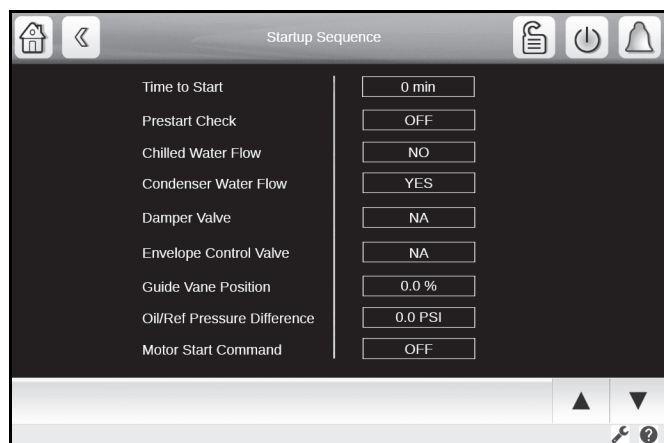 Startup Sequence
Time to Start 0 min
Prestart Check OFF
Chilled Water Flow NO
Condenser Water Flow YES
Damper Valve NA
Envelope Control Valve NA
Guide Vane Position 0.0 %
Oil/Ref Pressure Difference 0.0 PSI
Motor Start Command OFF